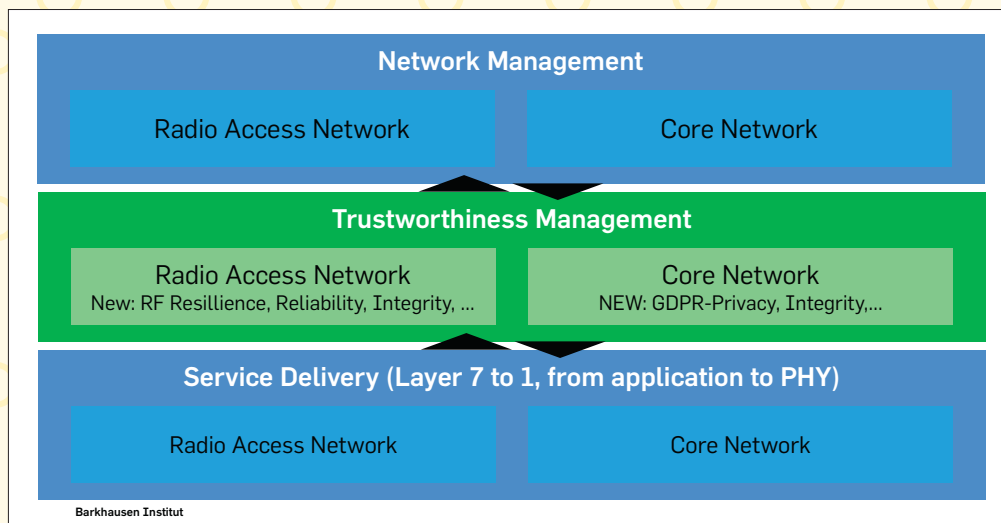 Network Management
Radio Access Network
Core Network
Trustworthiness Management
Radio Access Network
New: RF Resillience, Reliability, Integrity, ...
Core Network
NEW: GDPR-Privacy, Integrity,...
Service Delivery (Layer 7 to 1, from application to PHY)
Radio Access Network
Core Network
Barkhausen Institut